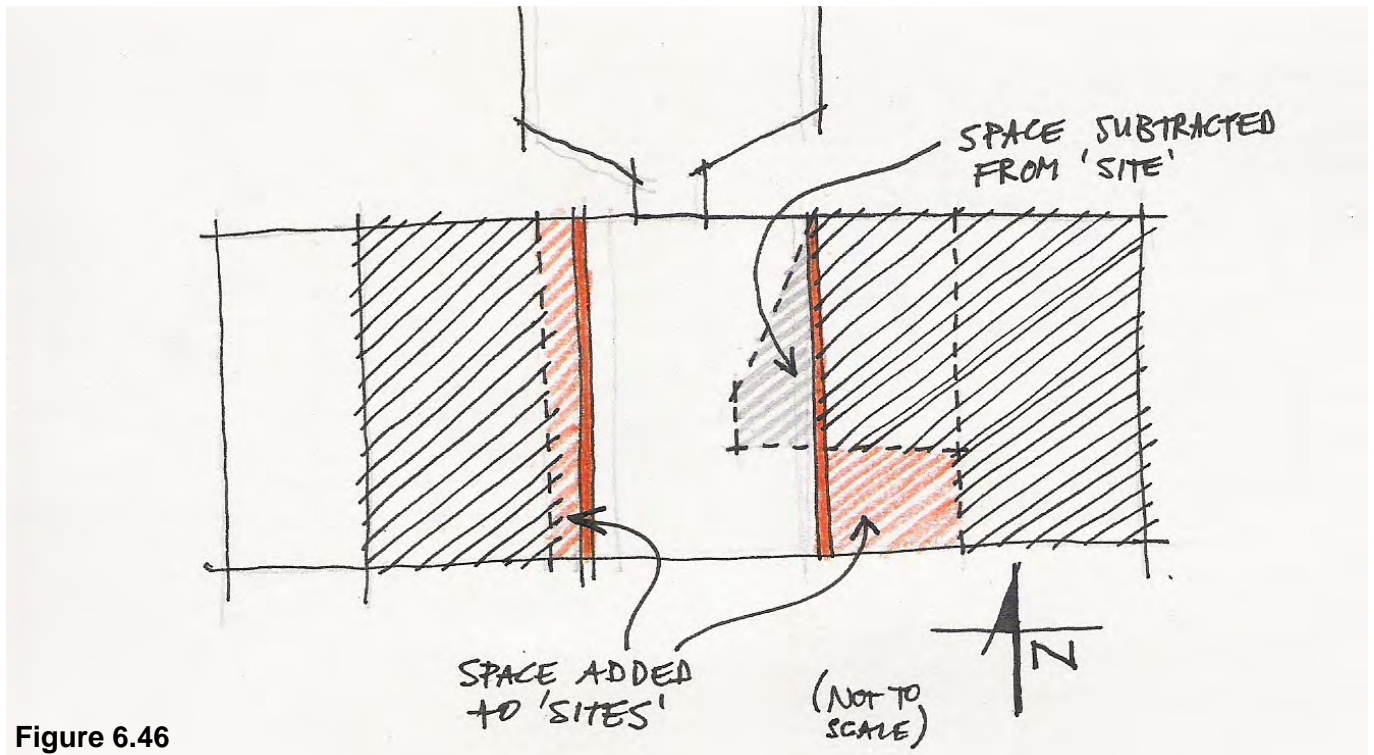 SPACE SUBTRACTED
FROM 'SITE'
SPACE ADDED
TO 'SITES'
(NOT TO
SCALE)
N
Figure 6.46